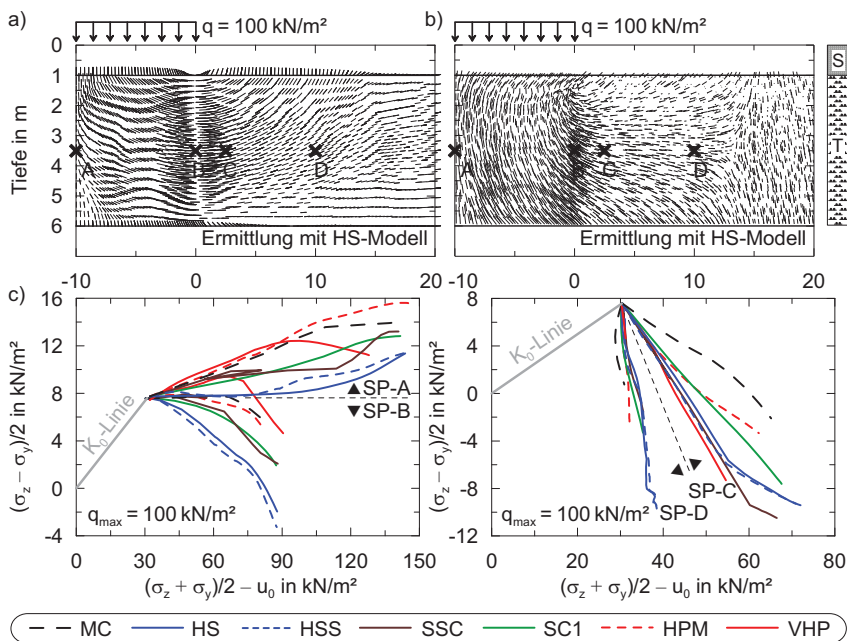 a)
q = 100 kN/m²
b)
q = 100 kN/m²
Tiefe in m
0
1
2
3
4
5
6
A
B
C
D
A
B
C
D
S
T
Ermittlung mit HS-Modell
Ermittlung mit HS-Modell
-10 0 10 20
-10 0 10 20
c)
(σz − σy)/2 in kN/m²
16
12
8
4
0
-4
K₀-Linie
SP-A
SP-B
qmax = 100 kN/m²
0 30 60 90 120 150
(σz + σy)/2 − u₀ in kN/m²
(σz − σy)/2 in kN/m²
8
4
0
-4
-8
-12
K₀-Linie
SP-C
SP-D
qmax = 100 kN/m²
0 20 40 60 80
(σz + σy)/2 − u₀ in kN/m²
MC HS HSS SSC SC1 HPM VHP